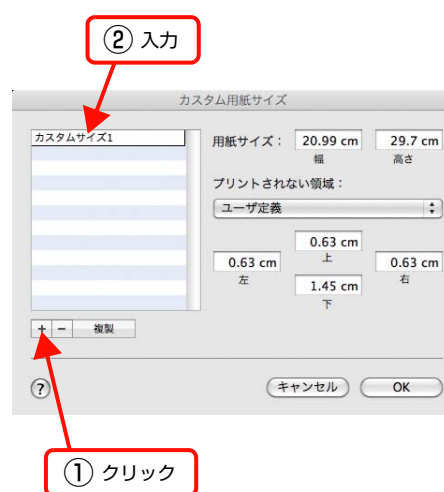 ② 入力
カスタム用紙サイズ
カスタムサイズ1
用紙サイズ： 20.99 cm 29.7 cm
幅 高さ
プリントされない領域：
ユーザ定義
0.63 cm
上
0.63 cm 0.63 cm
左 右
1.45 cm
下
+ − 複製
? キャンセル OK
① クリック